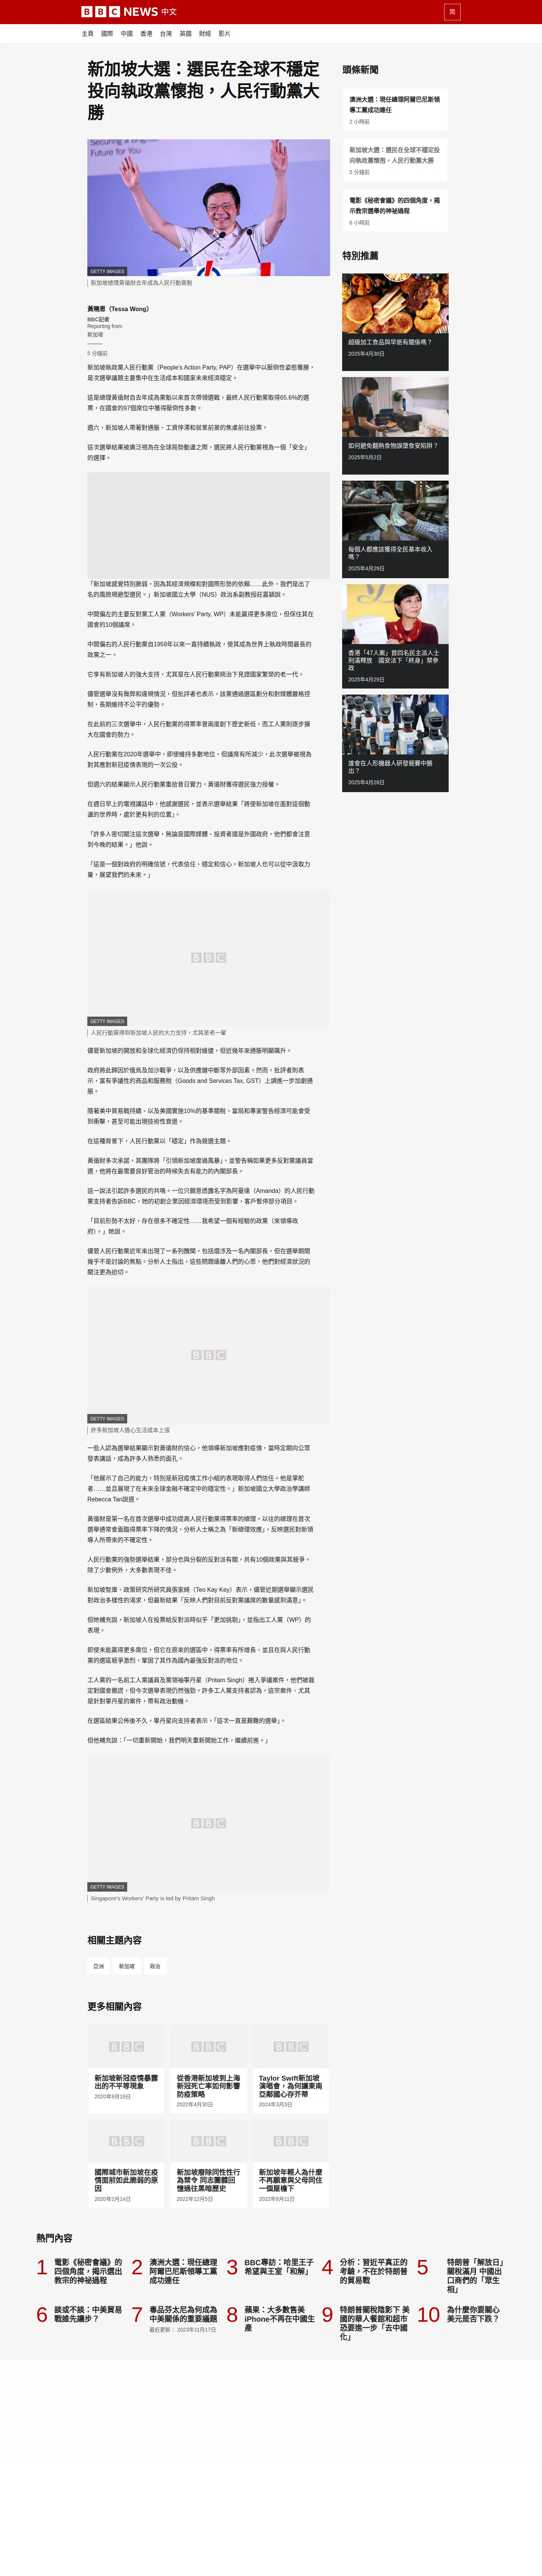 BBC NEWS 中文
简
主頁 國際 中國 香港 台灣 英國 財經 影片
新加坡大選：選民在全球不穩定
投向執政黨懷抱，人民行動黨大
勝
Future for You
GETTY IMAGES
新加坡總理黃循財去年成為人民行動黨魁
黃曉恩（Tessa Wong）
BBC記者
Reporting from
新加坡
5 分鐘前
新加坡執政黨人民行動黨（People's Action Party, PAP）在選舉中以壓倒性姿態獲勝，
是次選舉議題主要集中在生活成本和國家未來經濟穩定。
這是總理黃循財自去年成為黨魁以來首次帶領選戰，最終人民行動黨取得65.6%的選
票，在國會的97個席位中獲得壓倒性多數。
週六，新加坡人帶著對通脹、工資停滯和就業前景的焦慮前往投票。
這次選舉結果被廣泛視為在全球局勢動盪之際，選民將人民行動黨視為一個「安全」
的選擇。
「新加坡感覺特別脆弱，因為其經濟規模和對國際形勢的依賴……此外，我們是出了
名的風險規避型選民。」新加坡國立大學（NUS）政治系副教授莊嘉穎說。
中間偏左的主要反對黨工人黨（Workers' Party, WP）未能贏得更多席位，但保住其在
國會的10個議席。
中間偏右的人民行動黨自1959年以來一直持續執政，使其成為世界上執政時間最長的
政黨之一。
它享有新加坡人的強大支持，尤其是在人民行動黨統治下見證國家繁榮的老一代。
儘管選舉沒有舞弊和違規情況，但批評者也表示，該黨通過選區劃分和對媒體嚴格控
制，長期維持不公平的優勢。
在此前的三次選舉中，人民行動黨的得票率曾兩度創下歷史新低，而工人黨則逐步擴
大在國會的勢力。
人民行動黨在2020年選舉中，即使維持多數地位，但議席有所減少，此次選舉被視為
對其應對新冠疫情表現的一次公投。
但週六的結果顯示人民行動黨重拾昔日實力，黃循財獲得選民強力授權。
在週日早上的電視講話中，他感謝選民，並表示選舉結果「將使新加坡在面對這個動
盪的世界時，處於更有利的位置」。
「許多人密切關注這次選舉，無論是國際媒體、投資者還是外國政府，他們都會注意
到今晚的結果。」他說。
「這是一個對政府的明確信號，代表信任、穩定和信心。新加坡人也可以從中汲取力
量，展望我們的未來。」
BBC
GETTY IMAGES
人民行動黨得到新加坡人民的大力支持，尤其是老一輩
儘管新加坡的開放和全球化經濟仍保持相對穩健，但近幾年來通脹明顯飆升。
政府將此歸因於俄烏及加沙戰爭，以及供應鏈中斷等外部因素。然而，批評者則表
示，富有爭議性的商品和服務稅（Goods and Services Tax, GST）上調進一步加劇通
脹。
隨著美中貿易戰持續、以及美國實施10%的基準關稅，當局和專家警告經濟可能會受
到衝擊，甚至可能出現技術性衰退。
在這種背景下，人民行動黨以「穩定」作為競選主題。
黃循財多次承諾，其團隊將「引領新加坡度過風暴」，並警告稱如果更多反對黨議員當
選，他將在最需要良好管治的時候失去有能力的內閣部長。
這一說法引起許多選民的共鳴。一位只願意透露名字為阿曼達（Amanda）的人民行動
黨支持者告訴BBC，她的初創企業因經濟環境而受到影響，客戶暫停部分項目。
「目前形勢不太好，存在很多不確定性……我希望一個有經驗的政黨（來領導政
府）。」她說。
儘管人民行動黨近年來出現了一系列醜聞，包括還涉及一名內閣部長，但在選舉期間
幾乎不是討論的焦點。分析人士指出，這些問題遠離人們的心思，他們對經濟狀況的
關注更為迫切。
BBC
GETTY IMAGES
許多新加坡人擔心生活成本上漲
一些人認為選舉結果顯示對黃循財的信心，他領導新加坡應對疫情，當時定期向公眾
發表講話，成為許多人熟悉的面孔。
「他展示了自己的能力，特別是新冠疫情工作小組的表現取得人們信任。他是掌舵
者……並且展現了在未來全球金融不確定中的穩定性。」新加坡國立大學政治學講師
Rebecca Tan說道。
黃循財是第一名在首次選舉中成功提高人民行動黨得票率的總理。以往的總理在首次
選舉通常會面臨得票率下降的情況，分析人士稱之為「新總理效應」，反映選民對新領
導人所帶來的不確定性。
人民行動黨的強勢選舉結果，部分也與分裂的反對派有關，共有10個政黨與其競爭。
除了少數例外，大多數表現不佳。
新加坡智庫、政策研究所研究員張家綺（Teo Kay Key）表示，儘管近期選舉顯示選民
對政治多樣性的渴求，但最新結果「反映人們對目前反對黨議席的數量感到滿意」。
但她補充說，新加坡人在投票給反對派時似乎「更加挑剔」，並指出工人黨（WP）的
表現。
即使未能贏得更多席位，但它在原來的選區中，得票率有所增長，並且在與人民行動
黨的選區競爭激烈，鞏固了其作為國內最強反對派的地位。
工人黨的一名前工人黨議員及黨領袖畢丹星（Pritam Singh）捲入爭議案件，他們被裁
定對國會撒謊，但今次選舉表現仍然強勁。許多工人黨支持者認為，這宗案件、尤其
是針對畢丹星的案件，帶有政治動機。
在選區結果公佈後不久，畢丹星向支持者表示，「這次一直是艱難的選舉」。
但他補充說：「一切重新開始，我們明天重新開始工作，繼續前進。」
BBC
GETTY IMAGES
Singapore's Workers' Party is led by Pritam Singh
相關主題內容
亞洲 新加坡 政治
更多相關內容
BBC BBC BBC
新加坡新冠疫情暴露
出的不平等現象
2020年9月19日
從香港新加坡到上海
新冠死亡率如何影響
防疫策略
2022年4月30日
Taylor Swift新加坡
演唱會，為何讓東南
亞鄰國心存芥蒂
2024年3月3日
BBC BBC BBC
國際城市新加坡在疫
情面前如此脆弱的原
因
2020年2月14日
新加坡廢除同性性行
為禁令 同志團體回
憶過往黑暗歷史
2022年12月5日
新加坡年輕人為什麼
不再願意與父母同住
一個屋檐下
2022年6月11日
頭條新聞
澳洲大選：現任總理阿爾巴尼斯領
導工黨成功連任
2 小時前
新加坡大選：選民在全球不穩定投
向執政黨懷抱，人民行動黨大勝
5 分鐘前
電影《秘密會議》的四個角度，揭
示教宗選舉的神祕過程
6 小時前
特別推薦
超級加工食品與早逝有關係嗎？
2025年4月30日
如何避免翻熱食物誤墮食安陷阱？
2025年5月2日
每個人都應該獲得全民基本收入
嗎？
2025年4月29日
香港「47人案」首四名民主派人士
刑滿釋放 國安法下「終身」禁參
政
2025年4月29日
誰會在人形機器人研發競賽中勝
出？
2025年4月28日
熱門內容
1 電影《秘密會議》的
四個角度，揭示選出
教宗的神祕過程
2 澳洲大選：現任總理
阿爾巴尼斯領導工黨
成功連任
3 BBC專訪：哈里王子
希望與王室「和解」
4 分析：習近平真正的
考驗，不在於特朗普
的貿易戰
5 特朗普「解放日」
關稅滿月 中國出
口商們的「眾生
相」
6 談或不談：中美貿易
戰誰先讓步？
7 毒品芬太尼為何成為
中美關係的重要議題
最近更新： 2023年11月17日
8 蘋果：大多數售美
iPhone不再在中國生
產
9 特朗普關稅陰影下 美
國的華人餐館和超市
恐要進一步「去中國
化」
10 為什麼你要關心
美元是否下跌？